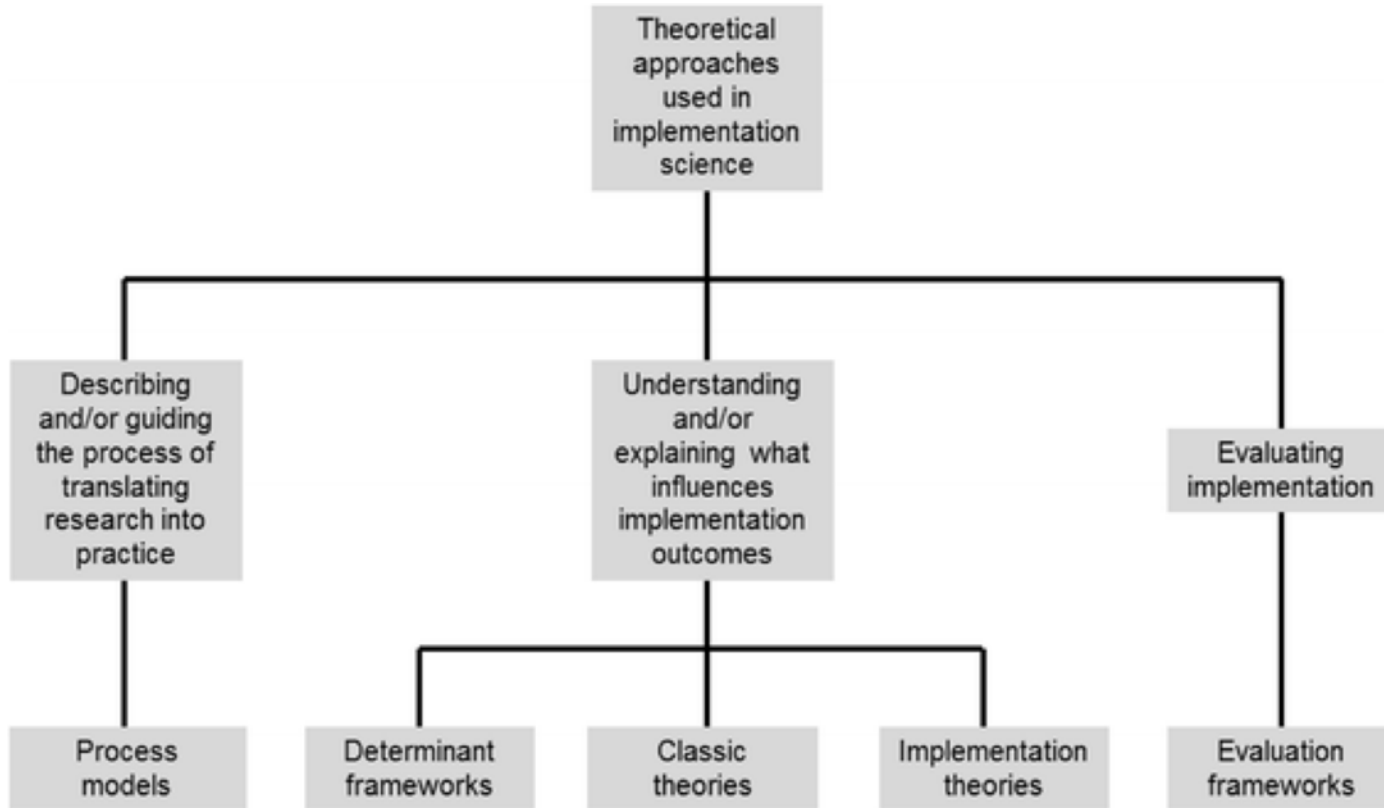 Theoretical
approaches
used in
implementation
science
Describing
and/or guiding
the process of
translating
research into
practice
Understanding
and/or
explaining what
influences
implementation
outcomes
Evaluating
implementation
Process
models
Determinant
frameworks
Classic
theories
Implementation
theories
Evaluation
frameworks